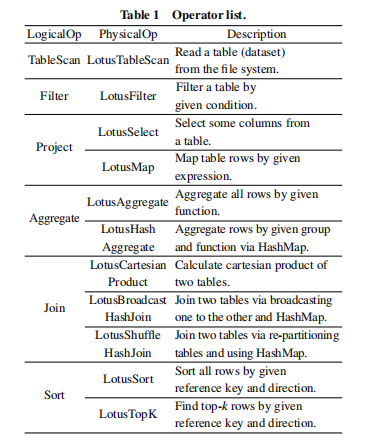 Table 1 Operator list.
LogicalOp PhysicalOp Description
TableScan LotusTableScan Read a table (dataset)
from the file system.
Filter LotusFilter Filter a table by
given condition.
Project
LotusSelect Select some columns from
a table.
LotusMap Map table rows by given
expression.
Aggregate
LotusAggregate Aggregate all rows by given
function.
LotusHash Aggregate rows by given group
Aggregate and function via HashMap.
Join
LotusCartesian Calculate cartesian product of
Product two tables.
LotusBroadcast Join two tables via broadcasting
HashJoin one to the other and HashMap.
LotusShuffle Join two tables via re-partitioning
HashJoin tables and using HashMap.
Sort
LotusSort Sort all rows by given
reference key and direction.
LotusTopK Find top-k rows by given
reference key and direction.